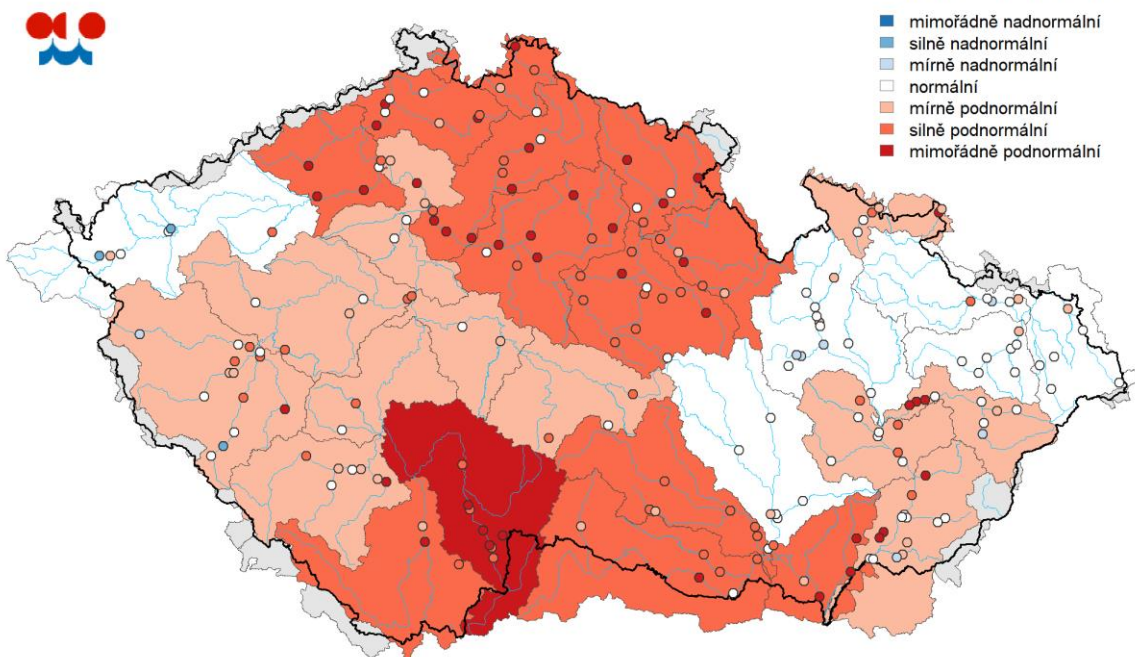 mimořádně nadnormální
silně nadnormální
mírně nadnormální
normální
mírně podnormální
silně podnormální
mimořádně podnormální